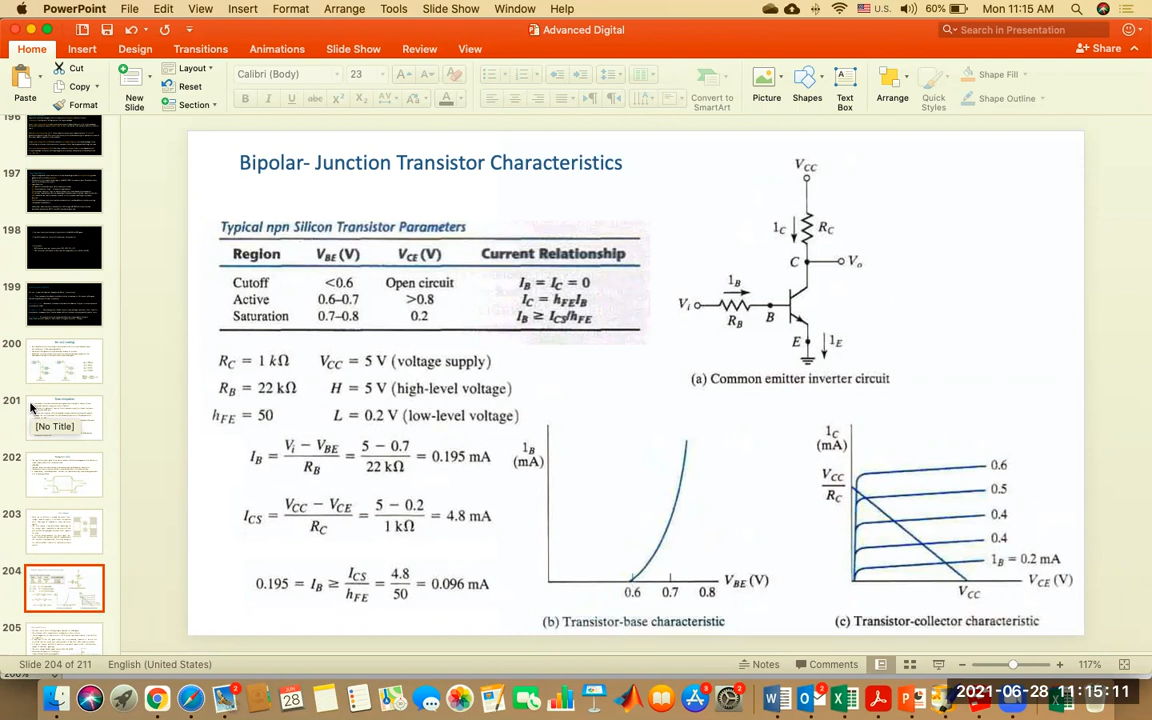 PowerPoint File Edit View Insert Format Arrange Tools Slide Show Window Help U.S. 60% Mon 11:15 AM
Advanced Digital
Search in Presentation
Home Insert Design Transitions Animations Slide Show Review View
Share
Paste
Cut
Copy
Format
New Slide
Layout
Reset
Section
Calibri (Body) 23
Convert to SmartArt
Picture
Shapes
Text Box
Arrange
Quick Styles
Shape Fill
Shape Outline
196
197
198
199
200
201
[No Title]
202
203
204
205
Bipolar- Junction Transistor Characteristics
Typical npn Silicon Transistor Parameters
Region V_BE (V) V_CE (V) Current Relationship
Cutoff <0.6 Open circuit I_B = I_C = 0
Active 0.6–0.7 >0.8 I_C = h_FE I_B
Saturation 0.7–0.8 0.2 I_B ≥ I_CS/h_FE
R_C = 1 kΩ V_CC = 5 V (voltage supply)
R_B = 22 kΩ H = 5 V (high-level voltage)
h_FE = 50 L = 0.2 V (low-level voltage)
I_B = (V_i − V_BE)/R_B = (5 − 0.7)/22 kΩ = 0.195 mA
I_CS = (V_CC − V_CE)/R_C = (5 − 0.2)/1 kΩ = 4.8 mA
0.195 = I_B ≥ I_CS/h_FE = 4.8/50 = 0.096 mA
V_CC
I_C R_C
C V_o
I_B
V_i
R_B B
E I_E
(a) Common emitter inverter circuit
I_B
(mA)
V_BE (V)
0.6 0.7 0.8
(b) Transistor-base characteristic
I_C
(mA)
V_CC/R_C
0.6
0.5
0.4
0.4
I_B = 0.2 mA
V_CE (V)
V_CC
(c) Transistor-collector characteristic
Slide 204 of 211 English (United States) Notes Comments 117%
JUN
28
2021-06-28 11:15:11